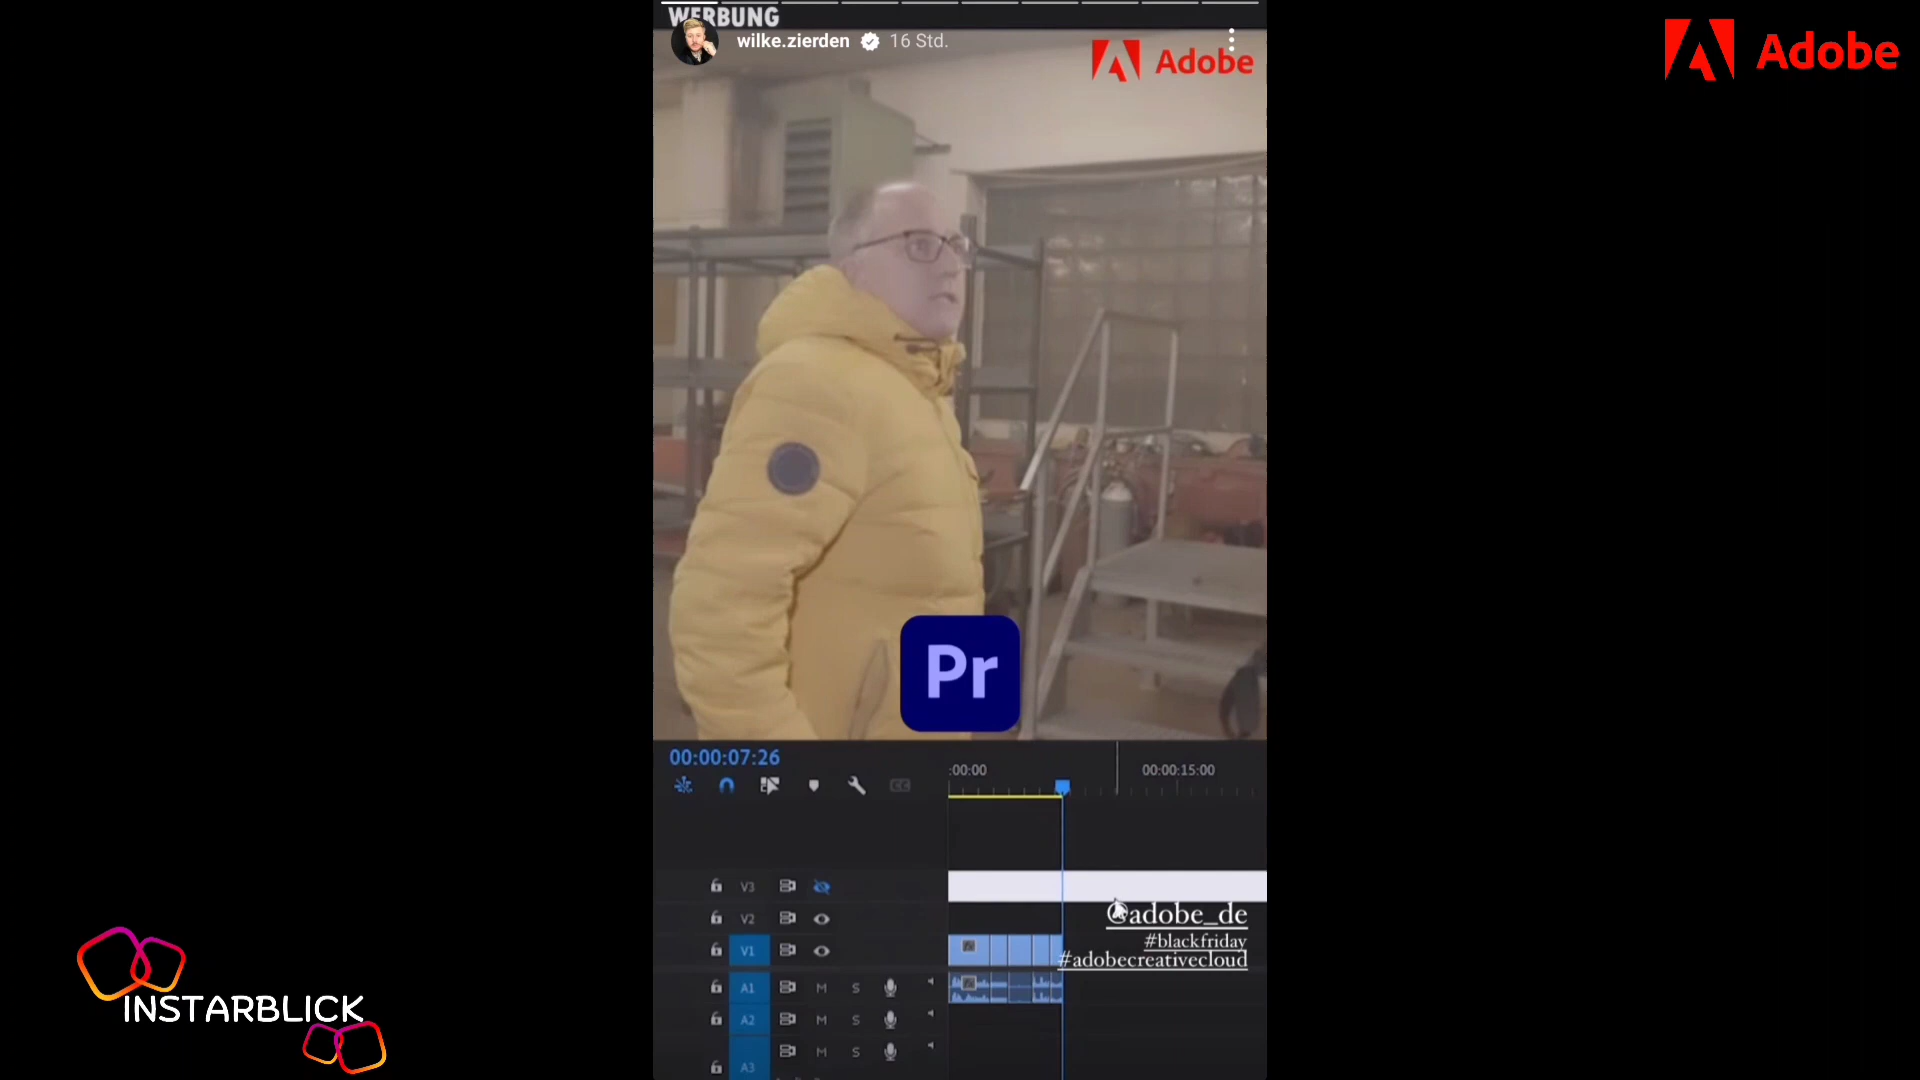 WERBUNG
wilke.zierden 16 Std.
Adobe
Adobe
Pr
00:00:07:26
:00:00
00:00:15:00
V3
@adobe_de
V2
#blackfriday
V1
#adobecreativecloud
A1 M S
A2 M S
A3 M S
INSTARBLICK